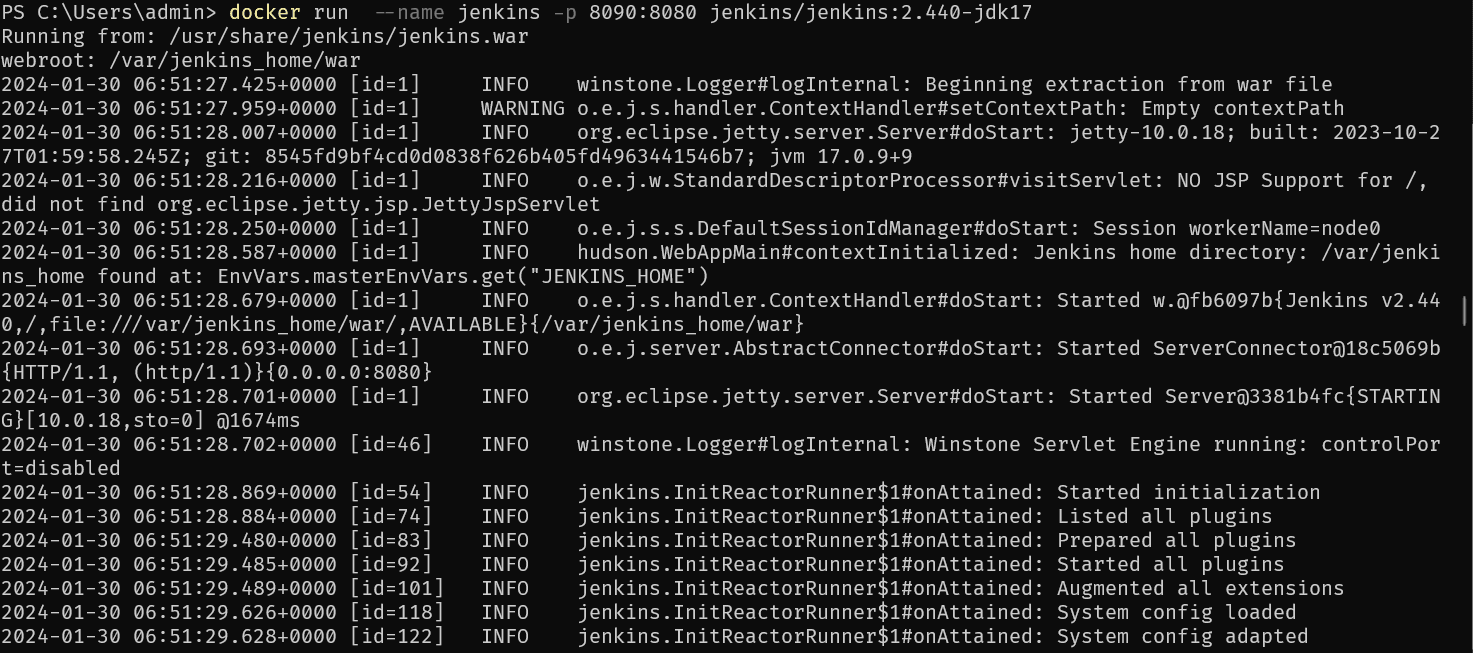 PS C:\Users\admin> docker run  --name jenkins -p 8090:8080 jenkins/jenkins:2.440-jdk17
Running from: /usr/share/jenkins/jenkins.war
webroot: /var/jenkins_home/war
2024-01-30 06:51:27.425+0000 [id=1]     INFO    winstone.Logger#logInternal: Beginning extraction from war file
2024-01-30 06:51:27.959+0000 [id=1]     WARNING o.e.j.s.handler.ContextHandler#setContextPath: Empty contextPath
2024-01-30 06:51:28.007+0000 [id=1]     INFO    org.eclipse.jetty.server.Server#doStart: jetty-10.0.18; built: 2023-10-2
7T01:59:58.245Z; git: 8545fd9bf4cd0d0838f626b405fd4963441546b7; jvm 17.0.9+9
2024-01-30 06:51:28.216+0000 [id=1]     INFO    o.e.j.w.StandardDescriptorProcessor#visitServlet: NO JSP Support for /,
did not find org.eclipse.jetty.jsp.JettyJspServlet
2024-01-30 06:51:28.250+0000 [id=1]     INFO    o.e.j.s.s.DefaultSessionIdManager#doStart: Session workerName=node0
2024-01-30 06:51:28.587+0000 [id=1]     INFO    hudson.WebAppMain#contextInitialized: Jenkins home directory: /var/jenki
ns_home found at: EnvVars.masterEnvVars.get("JENKINS_HOME")
2024-01-30 06:51:28.679+0000 [id=1]     INFO    o.e.j.s.handler.ContextHandler#doStart: Started w.@fb6097b{Jenkins v2.44
0,/,file:///var/jenkins_home/war/,AVAILABLE}{/var/jenkins_home/war}
2024-01-30 06:51:28.693+0000 [id=1]     INFO    o.e.j.server.AbstractConnector#doStart: Started ServerConnector@18c5069b
{HTTP/1.1, (http/1.1)}{0.0.0.0:8080}
2024-01-30 06:51:28.701+0000 [id=1]     INFO    org.eclipse.jetty.server.Server#doStart: Started Server@3381b4fc{STARTIN
G}[10.0.18,sto=0] @1674ms
2024-01-30 06:51:28.702+0000 [id=46]    INFO    winstone.Logger#logInternal: Winstone Servlet Engine running: controlPor
t=disabled
2024-01-30 06:51:28.869+0000 [id=54]    INFO    jenkins.InitReactorRunner$1#onAttained: Started initialization
2024-01-30 06:51:28.884+0000 [id=74]    INFO    jenkins.InitReactorRunner$1#onAttained: Listed all plugins
2024-01-30 06:51:29.480+0000 [id=83]    INFO    jenkins.InitReactorRunner$1#onAttained: Prepared all plugins
2024-01-30 06:51:29.485+0000 [id=92]    INFO    jenkins.InitReactorRunner$1#onAttained: Started all plugins
2024-01-30 06:51:29.489+0000 [id=101]   INFO    jenkins.InitReactorRunner$1#onAttained: Augmented all extensions
2024-01-30 06:51:29.626+0000 [id=118]   INFO    jenkins.InitReactorRunner$1#onAttained: System config loaded
2024-01-30 06:51:29.628+0000 [id=122]   INFO    jenkins.InitReactorRunner$1#onAttained: System config adapted